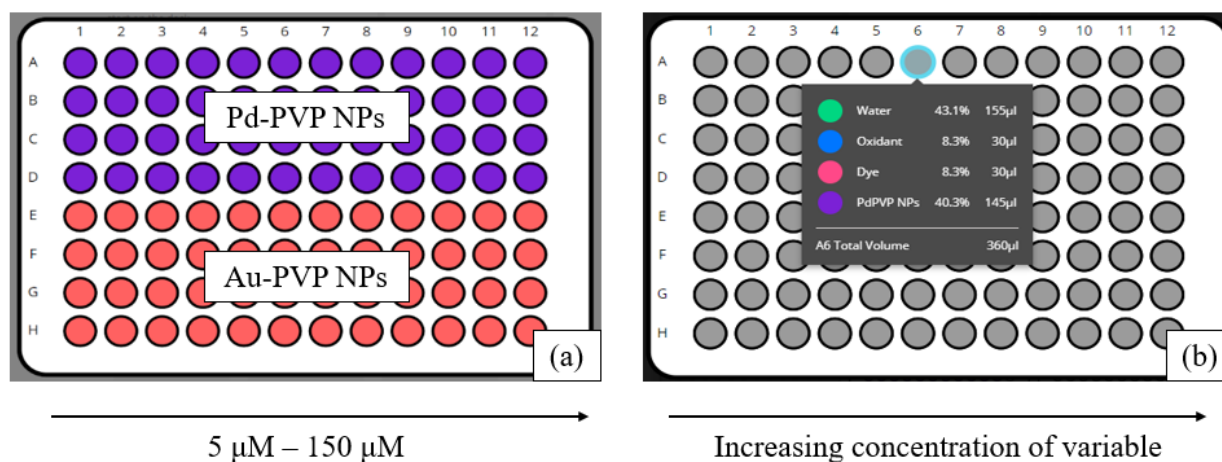 1 2 3 4 5 6 7 8 9 10 11 12
A
B
C
D
E
F
G
H
Pd-PVP NPs
Au-PVP NPs
(a)
5 μM – 150 μM
1 2 3 4 5 6 7 8 9 10 11 12
A
B
C
D
E
F
G
H
Water 43.1% 155μl
Oxidant 8.3% 30μl
Dye 8.3% 30μl
PdPVP NPs 40.3% 145μl
A6 Total Volume 360μl
(b)
Increasing concentration of variable